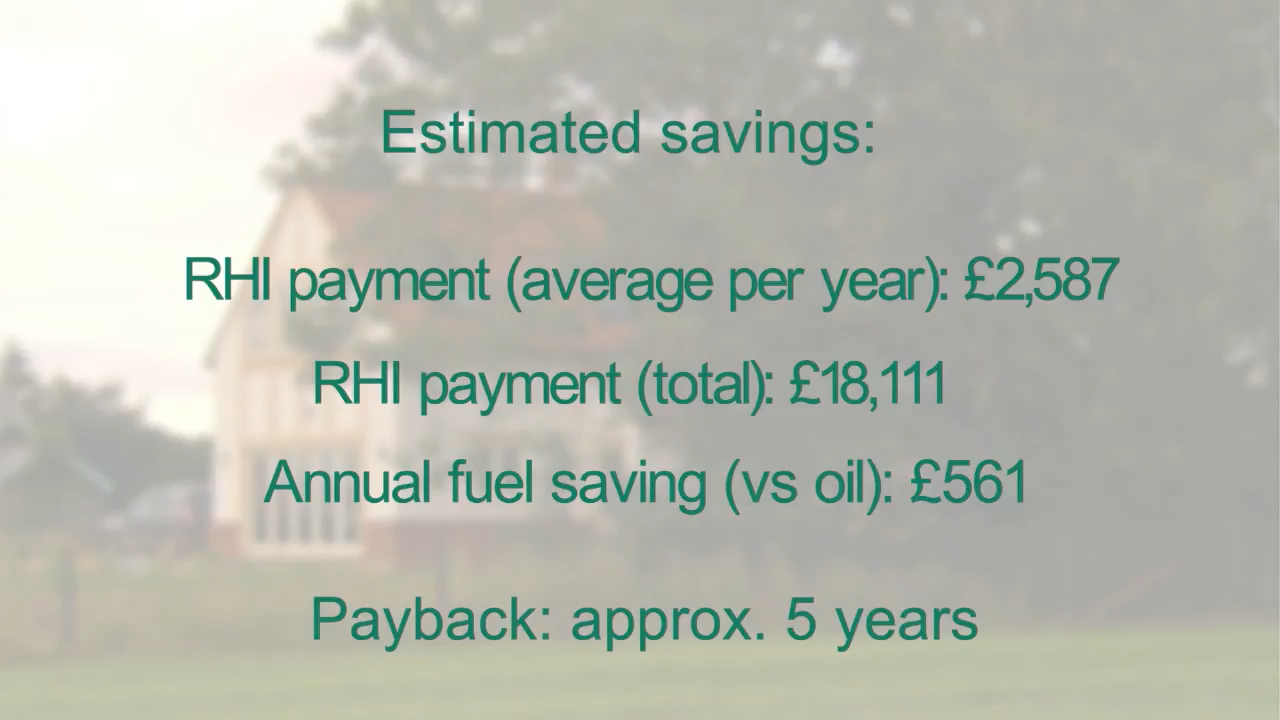 Estimated savings:
RHI payment (average per year): £2,587
RHI payment (total): £18,111
Annual fuel saving (vs oil): £561
Payback: approx. 5 years